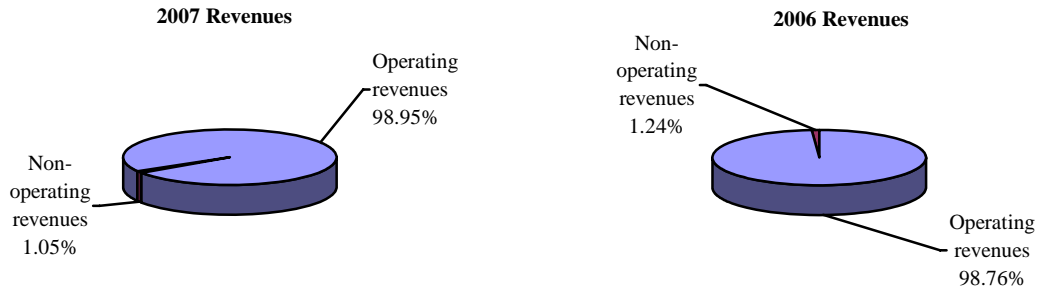 2007 Revenues
Operating
revenues
98.95%
Non-
operating
revenues
1.05%
2006 Revenues
Non-
operating
revenues
1.24%
Operating
revenues
98.76%